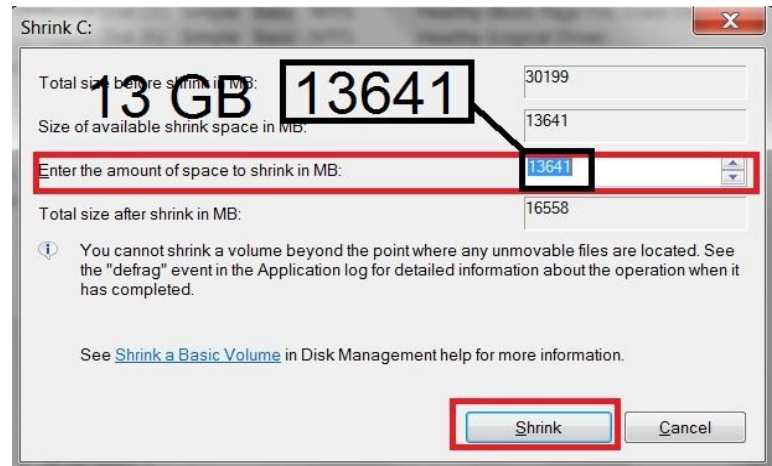 Shrink C:
Total size before shrink in MB:
30199
13 GB
13641
Size of available shrink space in MB:
13641
Enter the amount of space to shrink in MB:
13641
Total size after shrink in MB:
16558
You cannot shrink a volume beyond the point where any unmovable files are located. See
the "defrag" event in the Application log for detailed information about the operation when it
has completed.
See Shrink a Basic Volume in Disk Management help for more information.
Shrink
Cancel